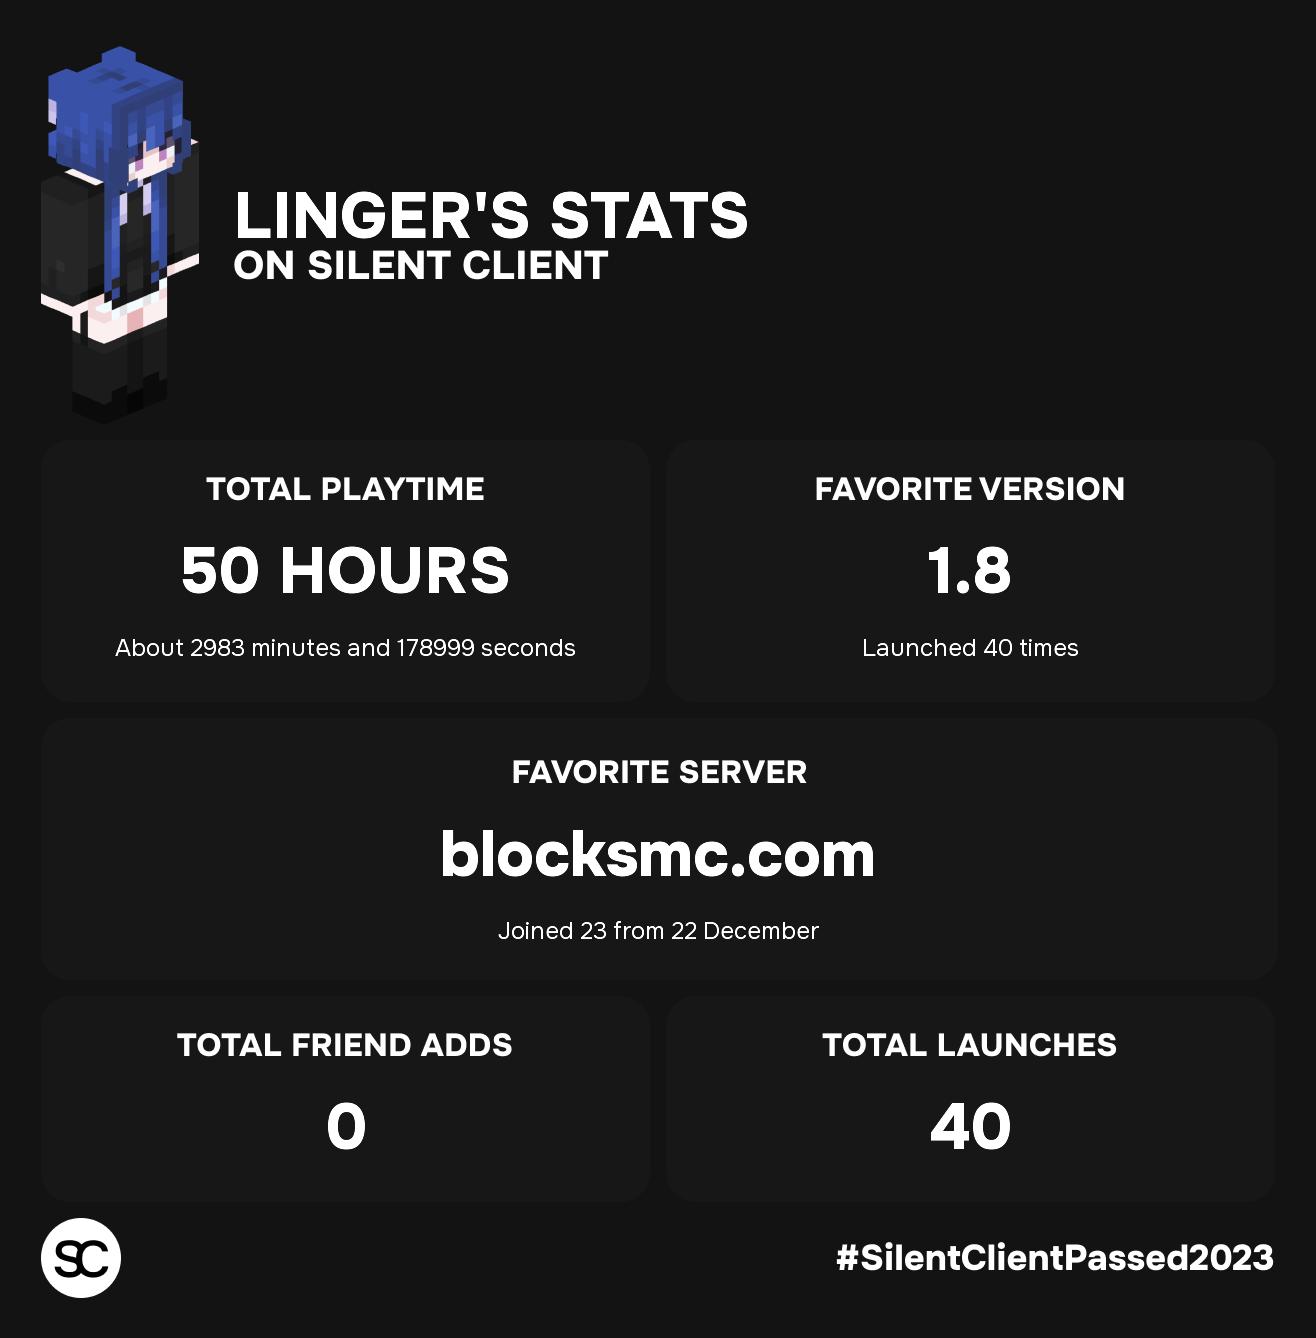 LINGER'S STATS
ON SILENT CLIENT
TOTAL PLAYTIME
50 HOURS
About 2983 minutes and 178999 seconds
FAVORITE VERSION
1.8
Launched 40 times
FAVORITE SERVER
blocksmc.com
Joined 23 from 22 December
TOTAL FRIEND ADDS
0
TOTAL LAUNCHES
40
SC
#SilentClientPassed2023